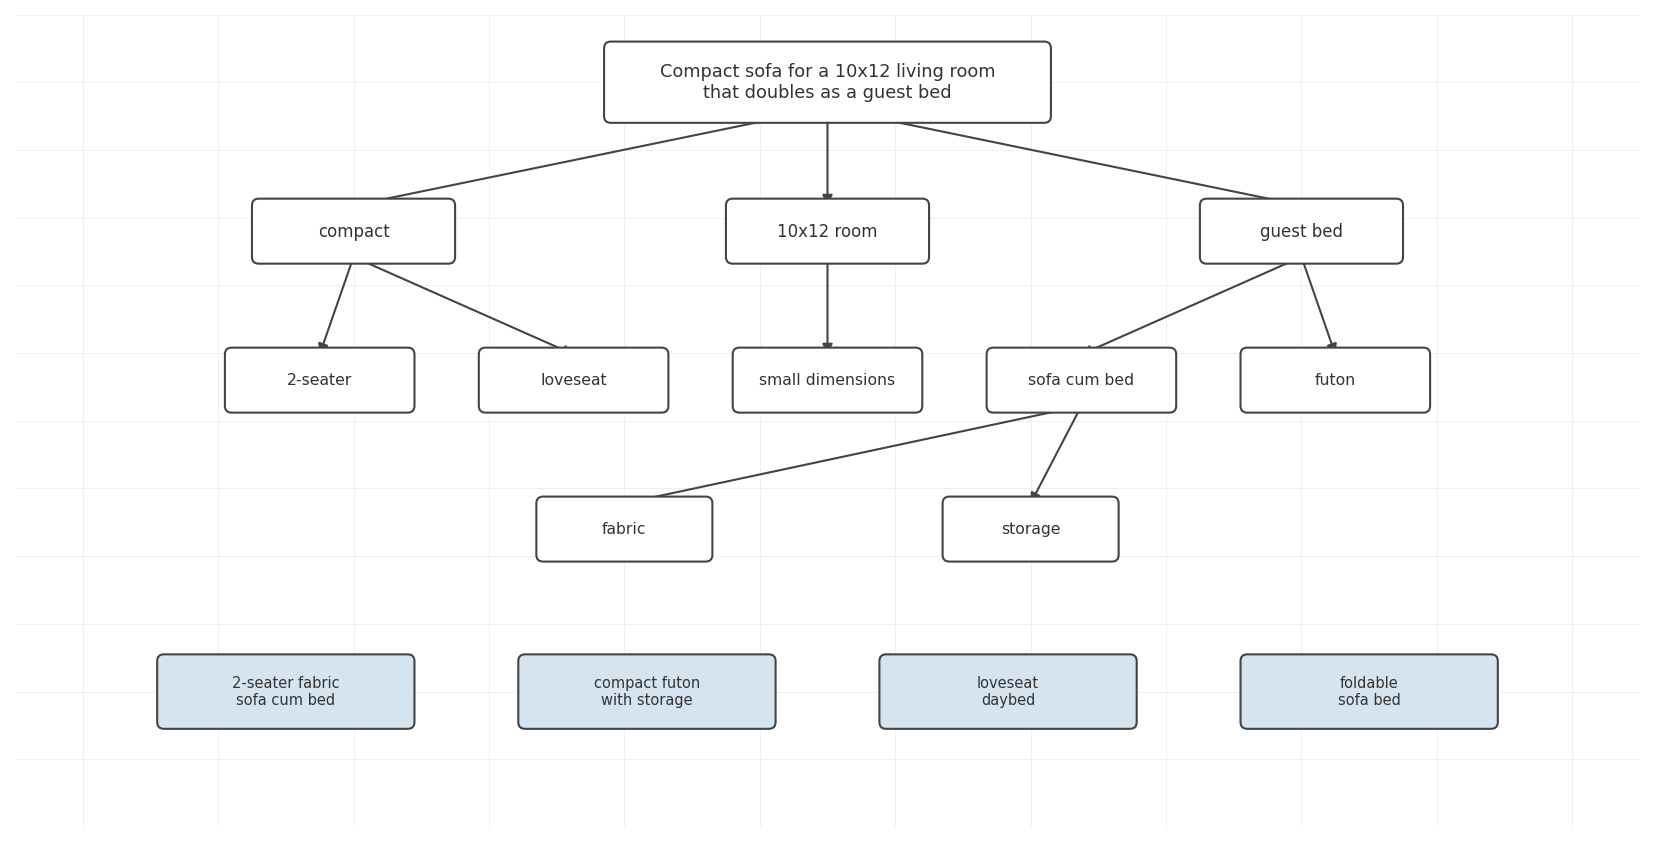 Compact sofa for a 10x12 living room
that doubles as a guest bed
compact
10x12 room
guest bed
2-seater
loveseat
small dimensions
sofa cum bed
futon
fabric
storage
2-seater fabric
sofa cum bed
compact futon
with storage
loveseat
daybed
foldable
sofa bed